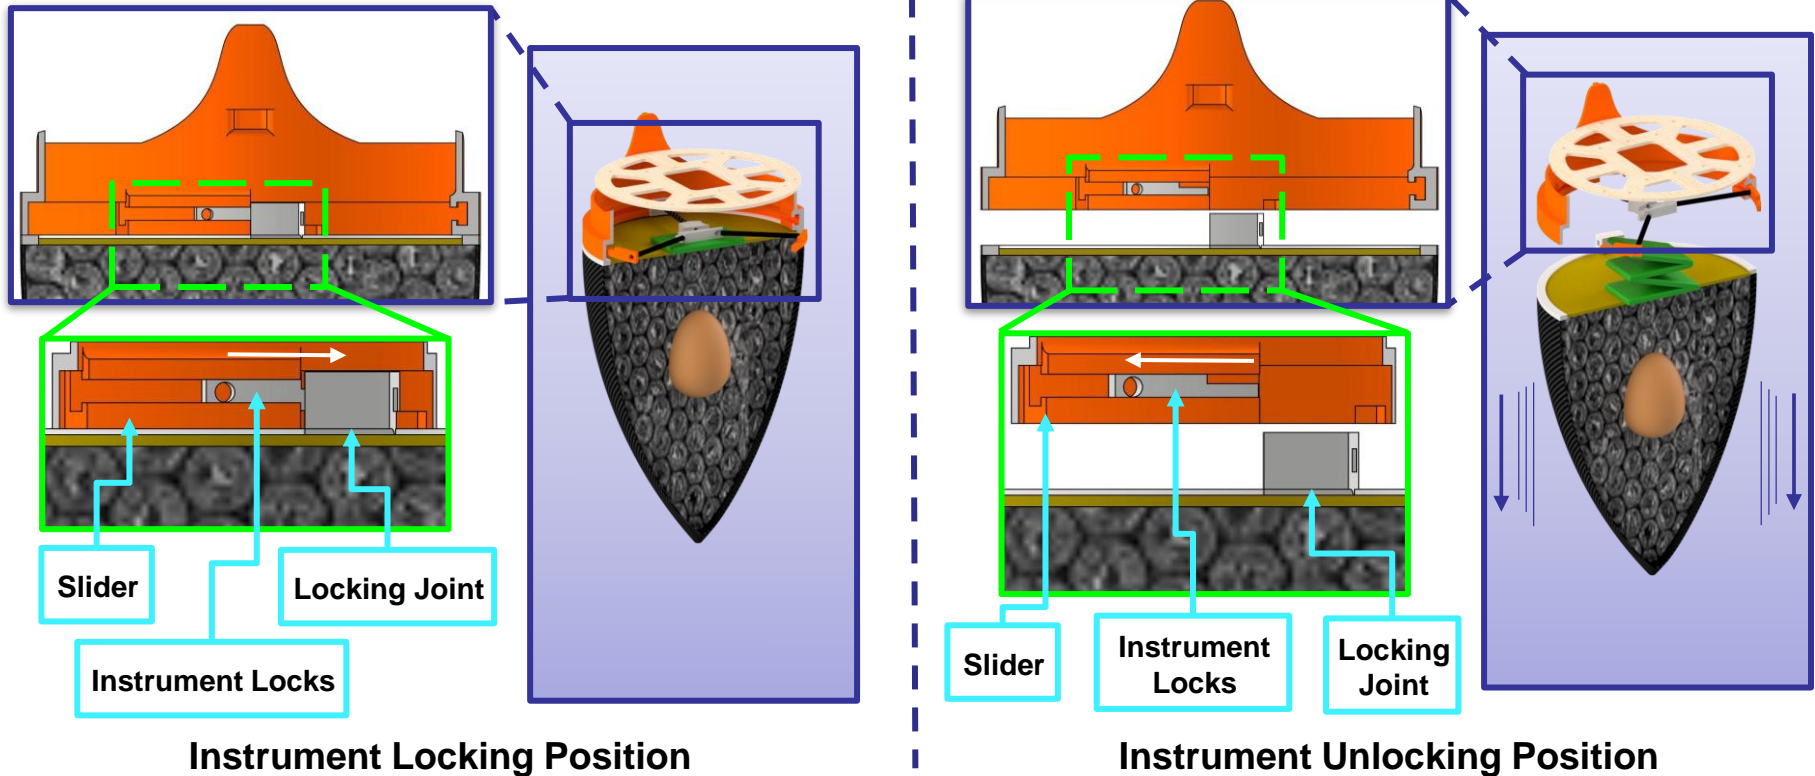 Slider
Locking Joint
Instrument Locks
Instrument Locking Position
Slider
Instrument
Locks
Locking
Joint
Instrument Unlocking Position